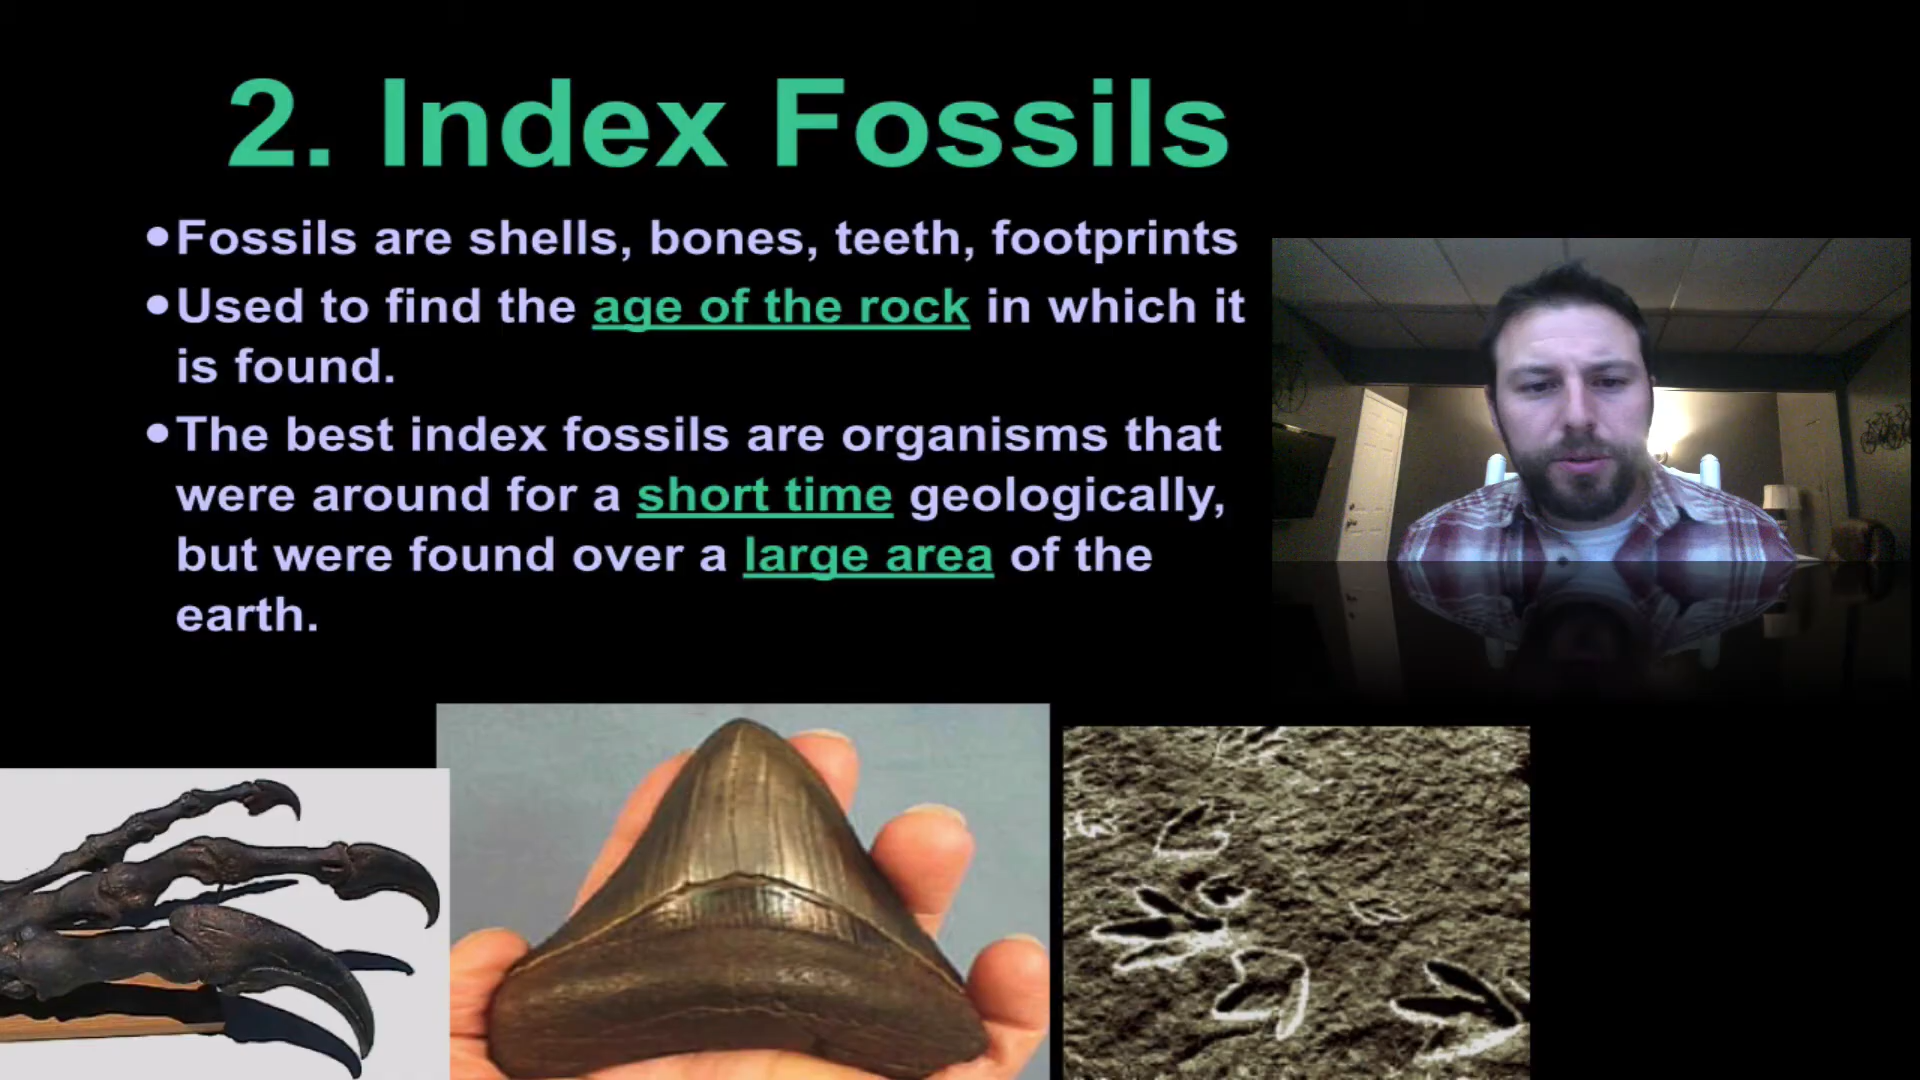 2. Index Fossils
•Fossils are shells, bones, teeth, footprints
•Used to find the age of the rock in which it
is found.
•The best index fossils are organisms that
were around for a short time geologically,
but were found over a large area of the
earth.